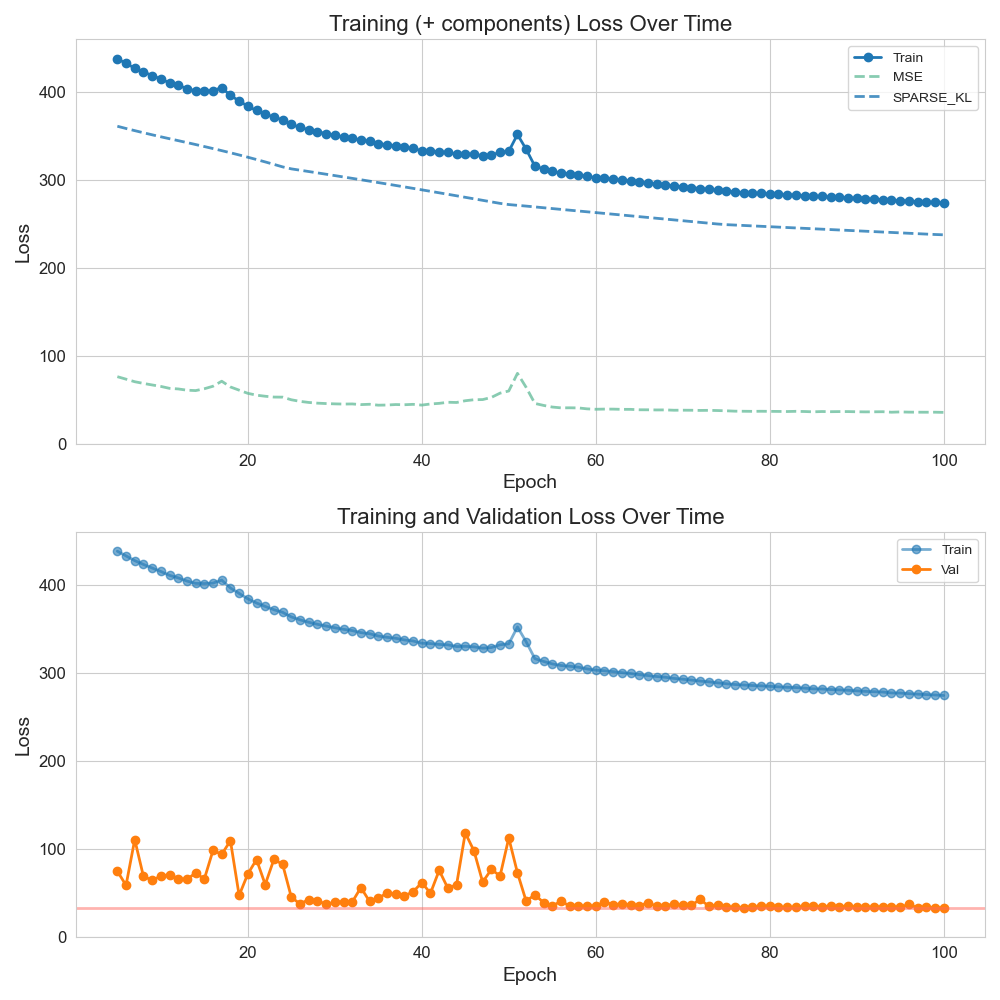 Training (+ components) Loss Over Time
Train
MSE
SPARSE_KL
400
300
200
100
0
Loss
20 40 60 80 100
Epoch
Training and Validation Loss Over Time
Train
Val
400
300
200
100
0
Loss
20 40 60 80 100
Epoch